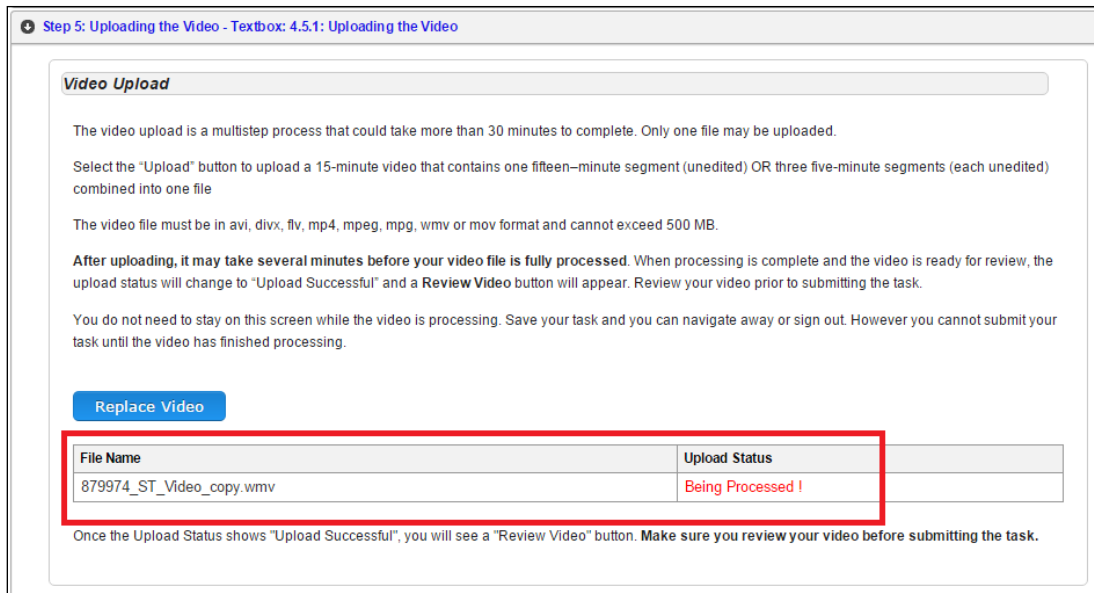 Step 5: Uploading the Video - Textbox: 4.5.1: Uploading the Video
Video Upload
The video upload is a multistep process that could take more than 30 minutes to complete. Only one file may be uploaded.
Select the “Upload” button to upload a 15-minute video that contains one fifteen–minute segment (unedited) OR three five-minute segments (each unedited)
combined into one file
The video file must be in avi, divx, flv, mp4, mpeg, mpg, wmv or mov format and cannot exceed 500 MB.
After uploading, it may take several minutes before your video file is fully processed. When processing is complete and the video is ready for review, the
upload status will change to “Upload Successful” and a Review Video button will appear. Review your video prior to submitting the task.
You do not need to stay on this screen while the video is processing. Save your task and you can navigate away or sign out. However you cannot submit your
task until the video has finished processing.
Replace Video
File Name Upload Status
879974_ST_Video_copy.wmv Being Processed !
Once the Upload Status shows "Upload Successful", you will see a "Review Video" button. Make sure you review your video before submitting the task.